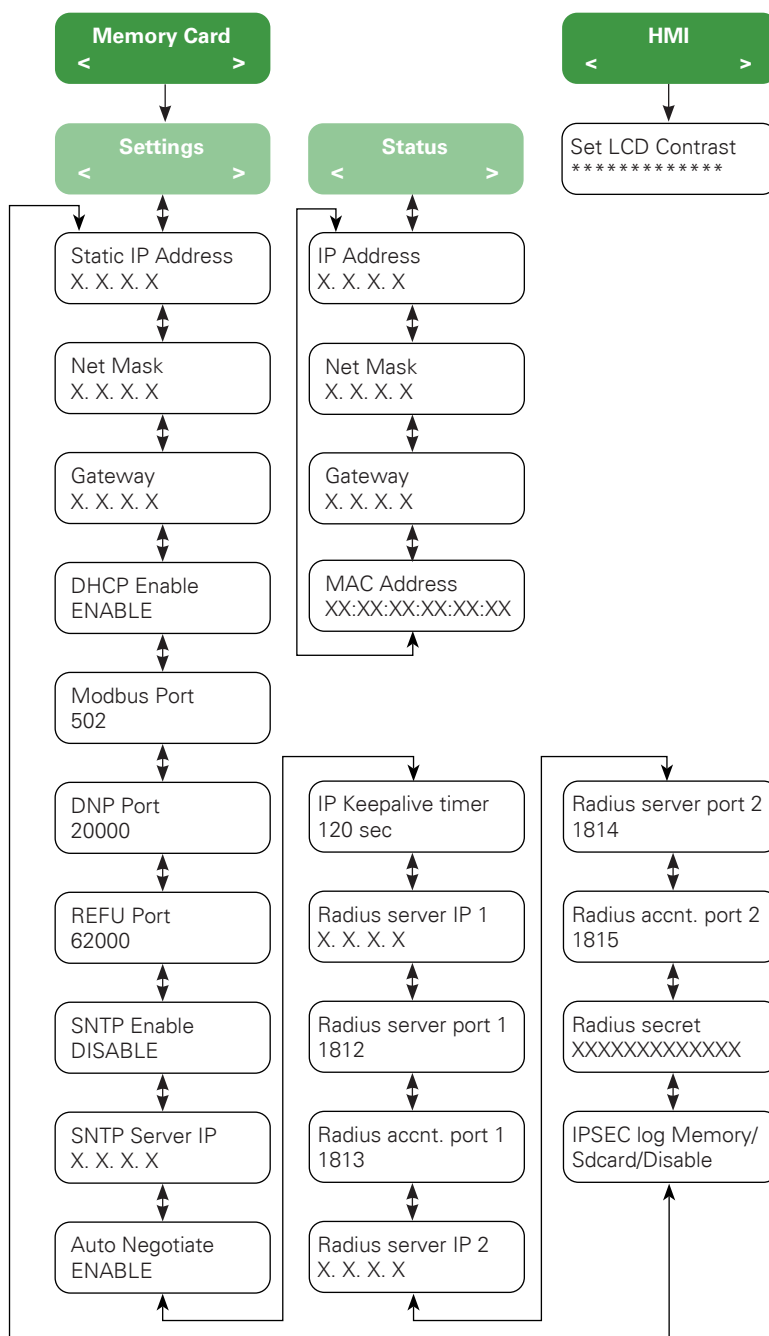 Memory Card
< >
Settings
< >
Static IP Address
X. X. X. X
Net Mask
X. X. X. X
Gateway
X. X. X. X
DHCP Enable
ENABLE
Modbus Port
502
DNP Port
20000
REFU Port
62000
SNTP Enable
DISABLE
SNTP Server IP
X. X. X. X
Auto Negotiate
ENABLE
IP Keepalive timer
120 sec
Radius server IP 1
X. X. X. X
Radius server port 1
1812
Radius accnt. port 1
1813
Radius server IP 2
X. X. X. X
Radius server port 2
1814
Radius accnt. port 2
1815
Radius secret
XXXXXXXXXXXXX
IPSEC log Memory/
Sdcard/Disable
Status
< >
IP Address
X. X. X. X
Net Mask
X. X. X. X
Gateway
X. X. X. X
MAC Address
XX:XX:XX:XX:XX:XX
HMI
< >
Set LCD Contrast
*************